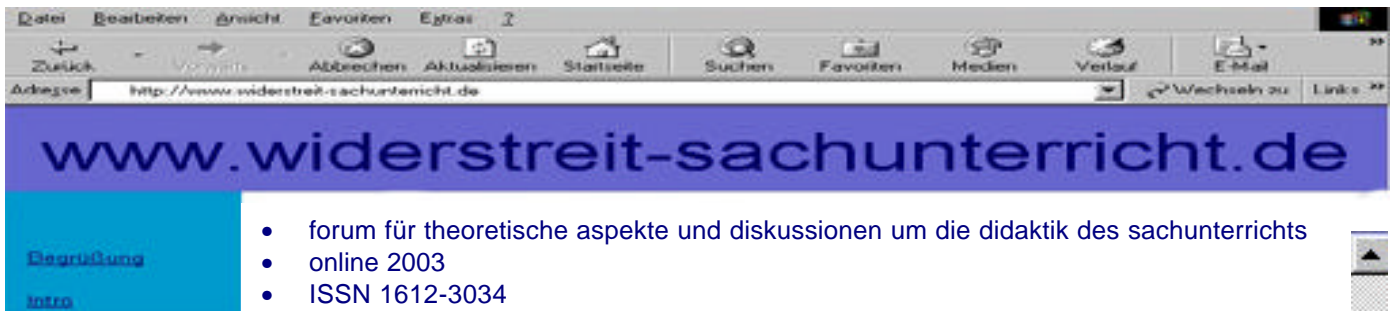 Datei Bearbeiten Ansicht Favoriten Extras ?
Zurück Vorwärts Abbrechen Aktualisieren Startseite Suchen Favoriten Medien Verlauf E-Mail
Adresse http://www.widerstreit-sachunterricht.de Wechseln zu Links
www.widerstreit-sachunterricht.de
• forum für theoretische aspekte und diskussionen um die didaktik des sachunterrichts
Begrüßung
• online 2003
Intro
• ISSN 1612-3034